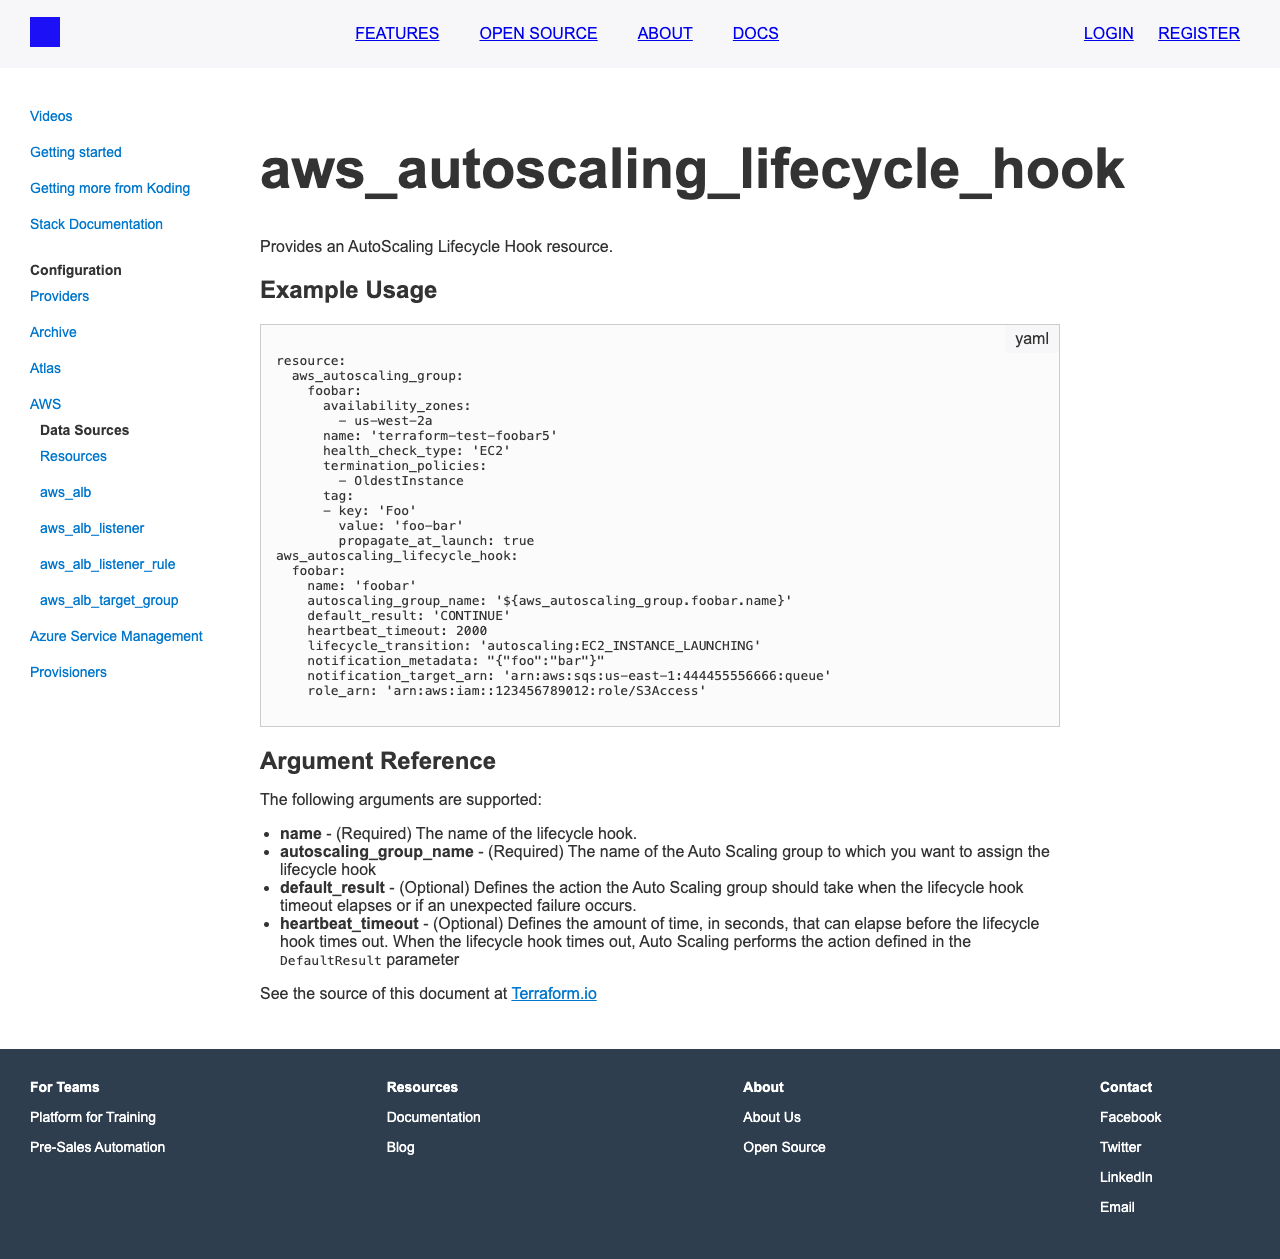 FEATURES OPEN SOURCE ABOUT DOCS LOGIN REGISTER
Videos
Getting started
Getting more from Koding
Stack Documentation
Configuration
Providers
Archive
Atlas
AWS
Data Sources
Resources
aws_alb
aws_alb_listener
aws_alb_listener_rule
aws_alb_target_group
Azure Service Management
Provisioners
aws_autoscaling_lifecycle_hook
Provides an AutoScaling Lifecycle Hook resource.
Example Usage
yaml
resource:
  aws_autoscaling_group:
    foobar:
      availability_zones:
        - us-west-2a
      name: 'terraform-test-foobar5'
      health_check_type: 'EC2'
      termination_policies:
        - OldestInstance
      tag:
      - key: 'Foo'
        value: 'foo-bar'
        propagate_at_launch: true
aws_autoscaling_lifecycle_hook:
  foobar:
    name: 'foobar'
    autoscaling_group_name: '${aws_autoscaling_group.foobar.name}'
    default_result: 'CONTINUE'
    heartbeat_timeout: 2000
    lifecycle_transition: 'autoscaling:EC2_INSTANCE_LAUNCHING'
    notification_metadata: "{"foo":"bar"}"
    notification_target_arn: 'arn:aws:sqs:us-east-1:444455556666:queue'
    role_arn: 'arn:aws:iam::123456789012:role/S3Access'
Argument Reference
The following arguments are supported:
• name - (Required) The name of the lifecycle hook.
• autoscaling_group_name - (Required) The name of the Auto Scaling group to which you want to assign the
lifecycle hook
• default_result - (Optional) Defines the action the Auto Scaling group should take when the lifecycle hook
timeout elapses or if an unexpected failure occurs.
• heartbeat_timeout - (Optional) Defines the amount of time, in seconds, that can elapse before the lifecycle
hook times out. When the lifecycle hook times out, Auto Scaling performs the action defined in the
DefaultResult parameter
See the source of this document at Terraform.io
For Teams
Platform for Training
Pre-Sales Automation
Resources
Documentation
Blog
About
About Us
Open Source
Contact
Facebook
Twitter
LinkedIn
Email